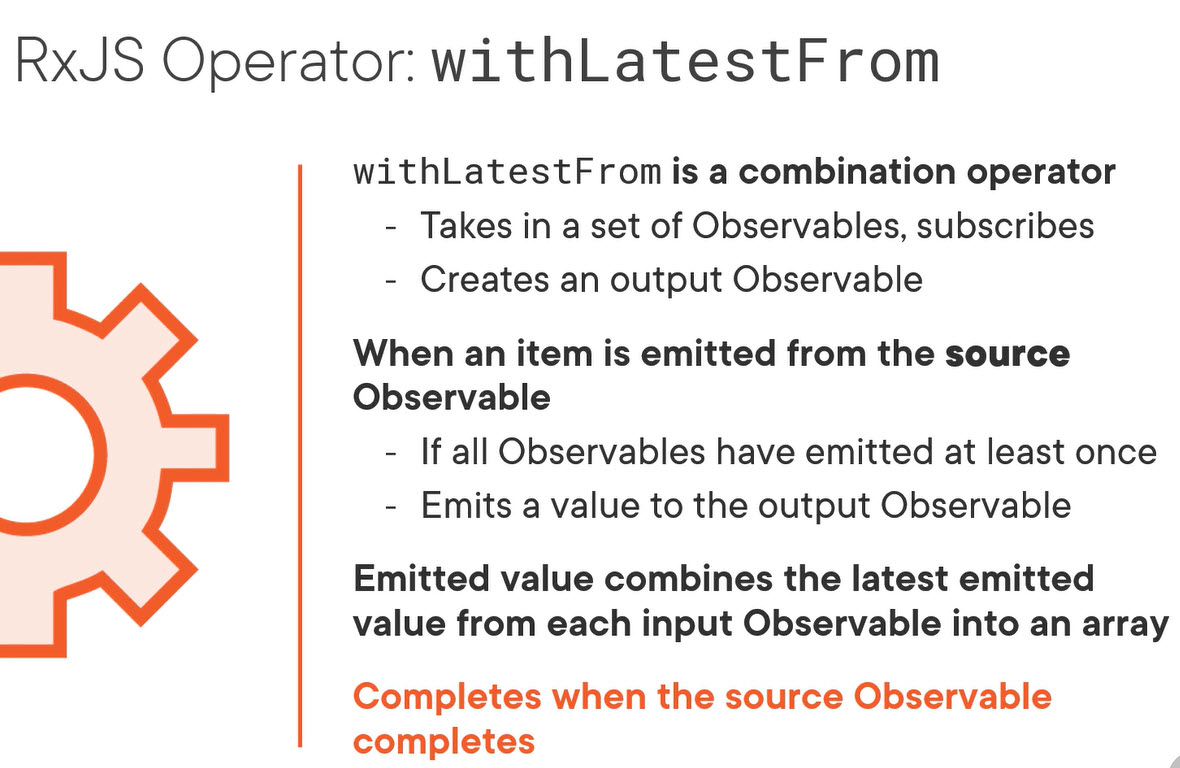 RxJS Operator: withLatestFrom
withLatestFrom is a combination operator
- Takes in a set of Observables, subscribes
- Creates an output Observable
When an item is emitted from the source
Observable
- If all Observables have emitted at least once
- Emits a value to the output Observable
Emitted value combines the latest emitted
value from each input Observable into an array
Completes when the source Observable
completes